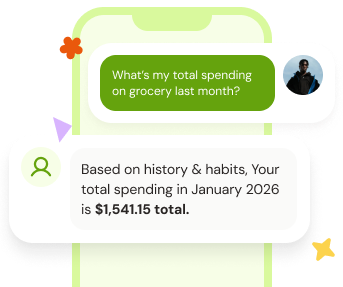 What's my total spending
on grocery last month?
Based on history & habits, Your
total spending in January 2026
is $1,541.15 total.